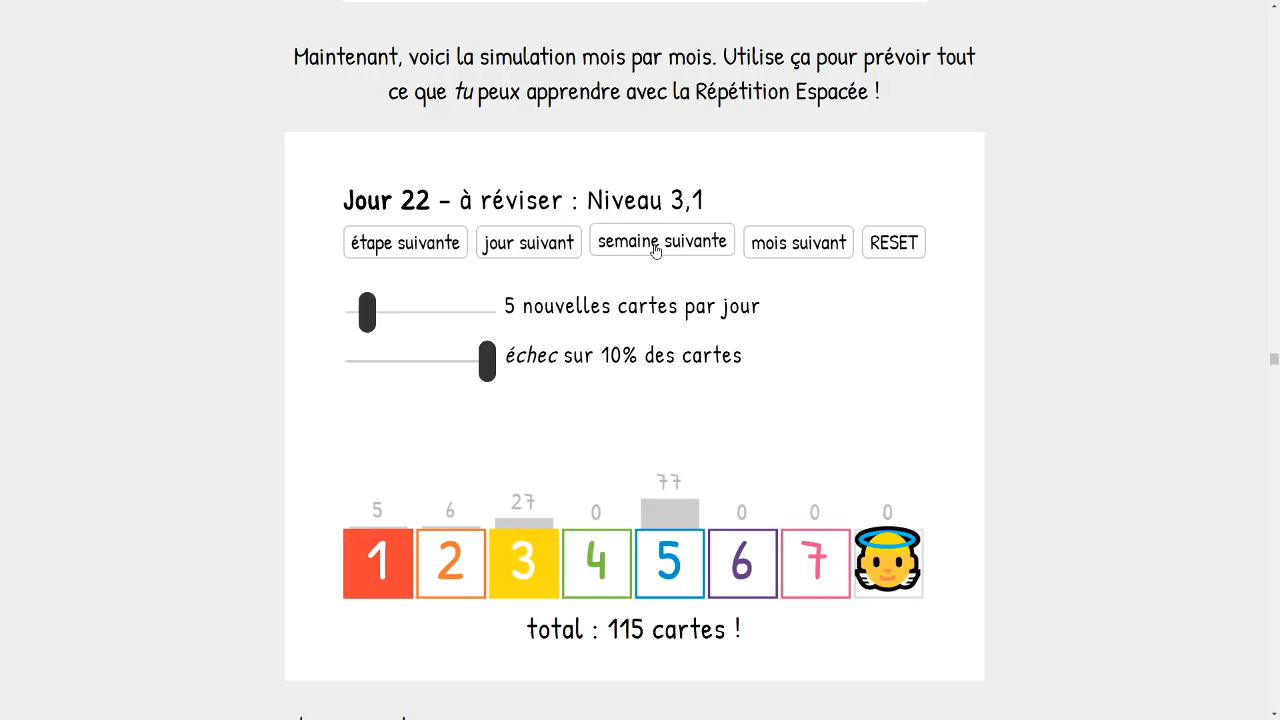 Maintenant, voici la simulation mois par mois. Utilise ça pour prévoir tout
ce que tu peux apprendre avec la Répétition Espacée !
Jour 22 – à réviser : Niveau 3,1
étape suivante jour suivant semaine suivante mois suivant RESET
5 nouvelles cartes par jour
échec sur 10% des cartes
5 6 27 0 77 0 0 0
1 2 3 4 5 6 7
total : 115 cartes !